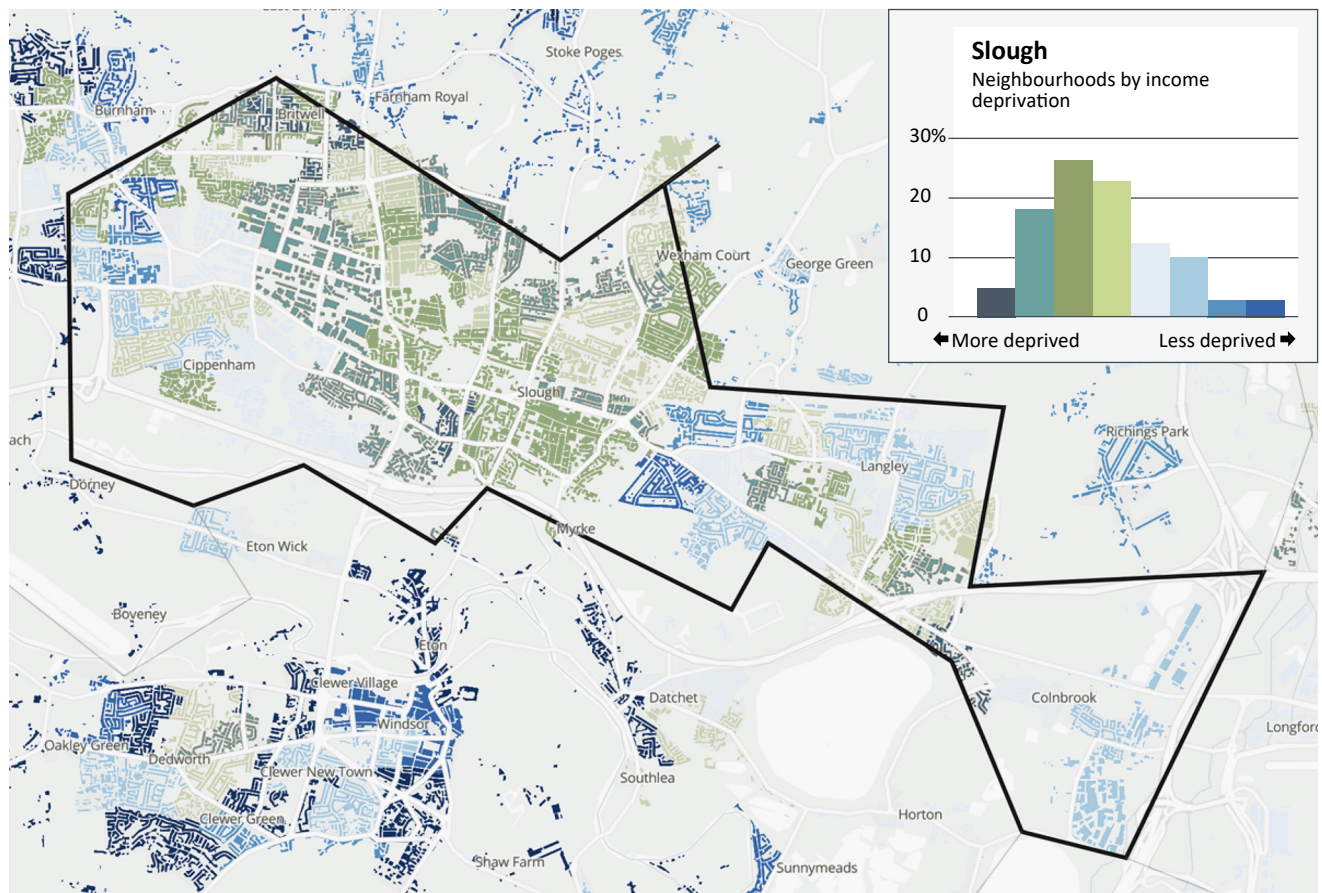 Stoke Poges
Burnham
Farnham Royal
Britwell
Wexham Court
George Green
Cippenham
Slough
Langley
Richings Park
ach
Dorney
Eton Wick
Myrke
Boveney
Eton
Clewer Village
Windsor
Datchet
Colnbrook
Longford
Oakley Green
Dedworth
Clewer New Town
Southlea
Clewer Green
Horton
Shaw Farm
Sunnymeads
Slough
Neighbourhoods by income
deprivation
30%
20
10
0
More deprived
Less deprived